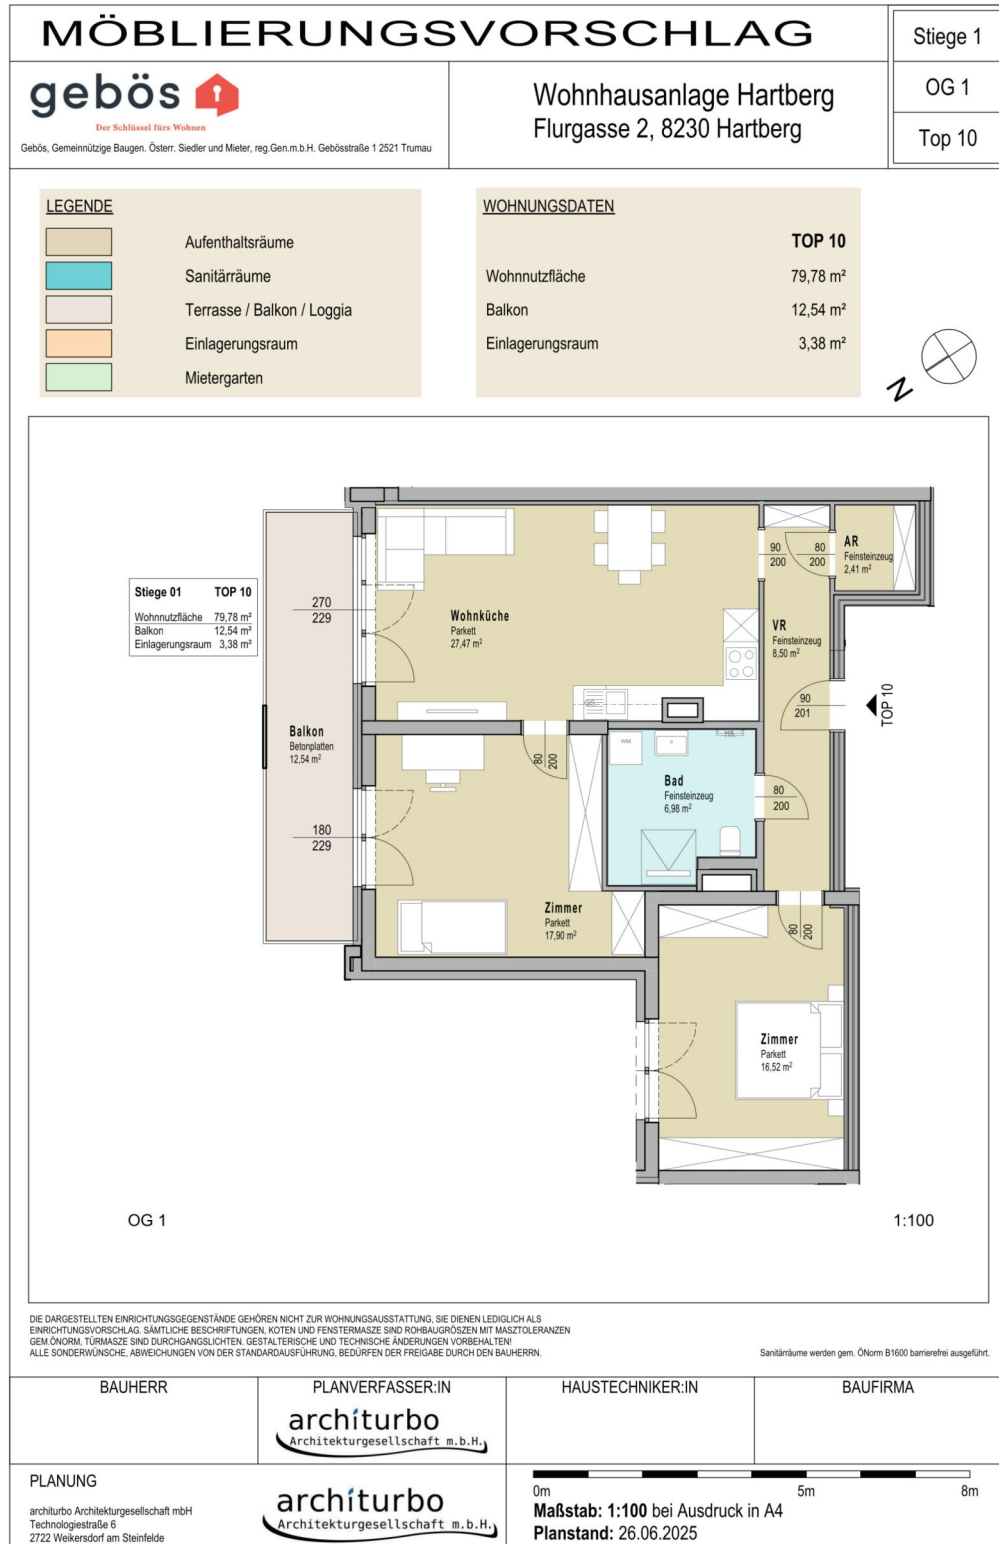 MÖBLIERUNGSVORSCHLAG
Stiege 1
OG 1
Top 10
gebös
Der Schlüssel fürs Wohnen
Gebös, Gemeinnützige Baugen. Österr. Siedler und Mieter, reg.Gen.m.b.H. Gebösstraße 1 2521 Trumau
Wohnhausanlage Hartberg
Flurgasse 2, 8230 Hartberg
LEGENDE
Aufenthaltsräume
Sanitärräume
Terrasse / Balkon / Loggia
Einlagerungsraum
Mietergarten
WOHNUNGSDATEN
TOP 10
Wohnnutzfläche 79,78 m²
Balkon 12,54 m²
Einlagerungsraum 3,38 m²
N
Stiege 01 TOP 10
Wohnnutzfläche 79,78 m²
Balkon 12,54 m²
Einlagerungsraum 3,38 m²
270
229
Wohnküche
Parkett
27,47 m²
90
200
80
200
AR
Feinsteinzeug
2,41 m²
VR
Feinsteinzeug
8,50 m²
90
201
TOP 10
Balkon
Betonplatten
12,54 m²
80
200
WM
HK
Bad
Feinsteinzeug
6,98 m²
80
200
180
229
Zimmer
Parkett
17,90 m²
80
200
Zimmer
Parkett
16,52 m²
OG 1
1:100
DIE DARGESTELLTEN EINRICHTUNGSGEGENSTÄNDE GEHÖREN NICHT ZUR WOHNUNGSAUSSTATTUNG, SIE DIENEN LEDIGLICH ALS
EINRICHTUNGSVORSCHLAG. SÄMTLICHE BESCHRIFTUNGEN, KOTEN UND FENSTERMASZE SIND ROHBAUGRÖSZEN MIT MASZTOLERANZEN
GEM.ÖNORM, TÜRMASZE SIND DURCHGANGSLICHTEN. GESTALTERISCHE UND TECHNISCHE ÄNDERUNGEN VORBEHALTEN!
ALLE SONDERWÜNSCHE, ABWEICHUNGEN VON DER STANDARDAUSFÜHRUNG, BEDÜRFEN DER FREIGABE DURCH DEN BAUHERRN.
Sanitärräume werden gem. ÖNorm B1600 barrierefrei ausgeführt.
BAUHERR
PLANVERFASSER:IN
HAUSTECHNIKER:IN
BAUFIRMA
architurbo
Architekturgesellschaft m.b.H.
PLANUNG
architurbo Architekturgesellschaft mbH
Technologiestraße 6
2722 Weikersdorf am Steinfelde
architurbo
Architekturgesellschaft m.b.H.
0m 5m 8m
Maßstab: 1:100 bei Ausdruck in A4
Planstand: 26.06.2025